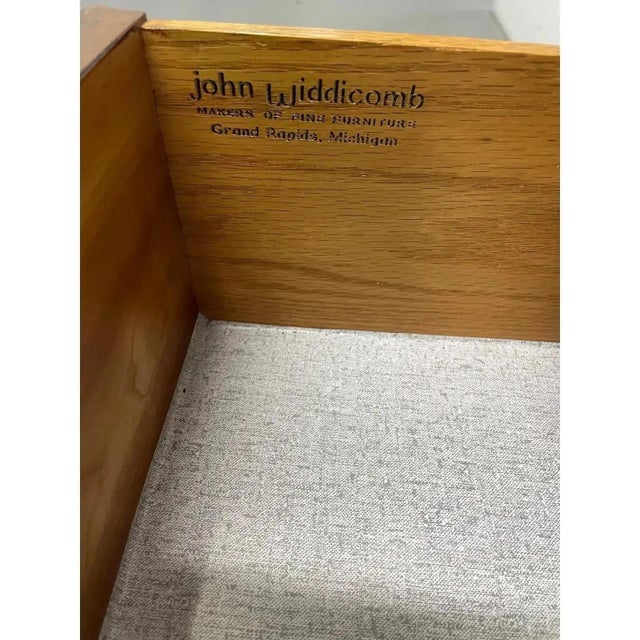 john Widdicomb
MAKERS OF FINE FURNITURE
Grand Rapids, Michigan